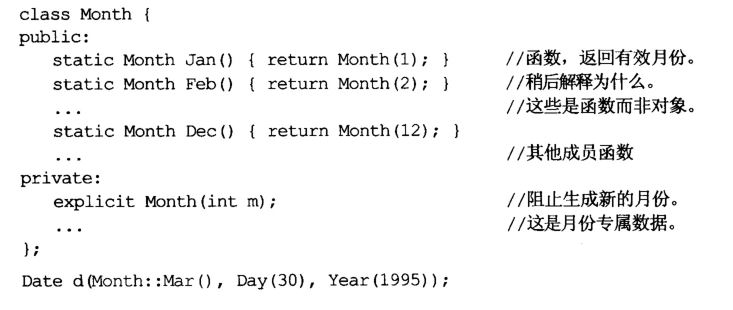 class Month {
public:
   static Month Jan() { return Month(1); }      //函数，返回有效月份。
   static Month Feb() { return Month(2); }      //稍后解释为什么。
   ...                                          //这些是函数而非对象。
   static Month Dec() { return Month(12); }
   ...                                          //其他成员函数
private:
   explicit Month(int m);                       //阻止生成新的月份。
   ...                                          //这是月份专属数据。
};
Date d(Month::Mar(), Day(30), Year(1995));